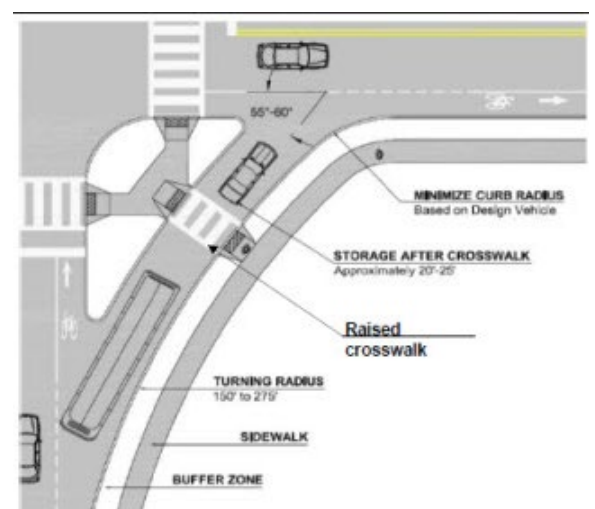 55°-60°
MINIMIZE CURB RADIUS
Based on Design Vehicle
STORAGE AFTER CROSSWALK
Approximately 20'-25'
Raised
crosswalk
TURNING RADIUS
150' to 275'
SIDEWALK
BUFFER ZONE